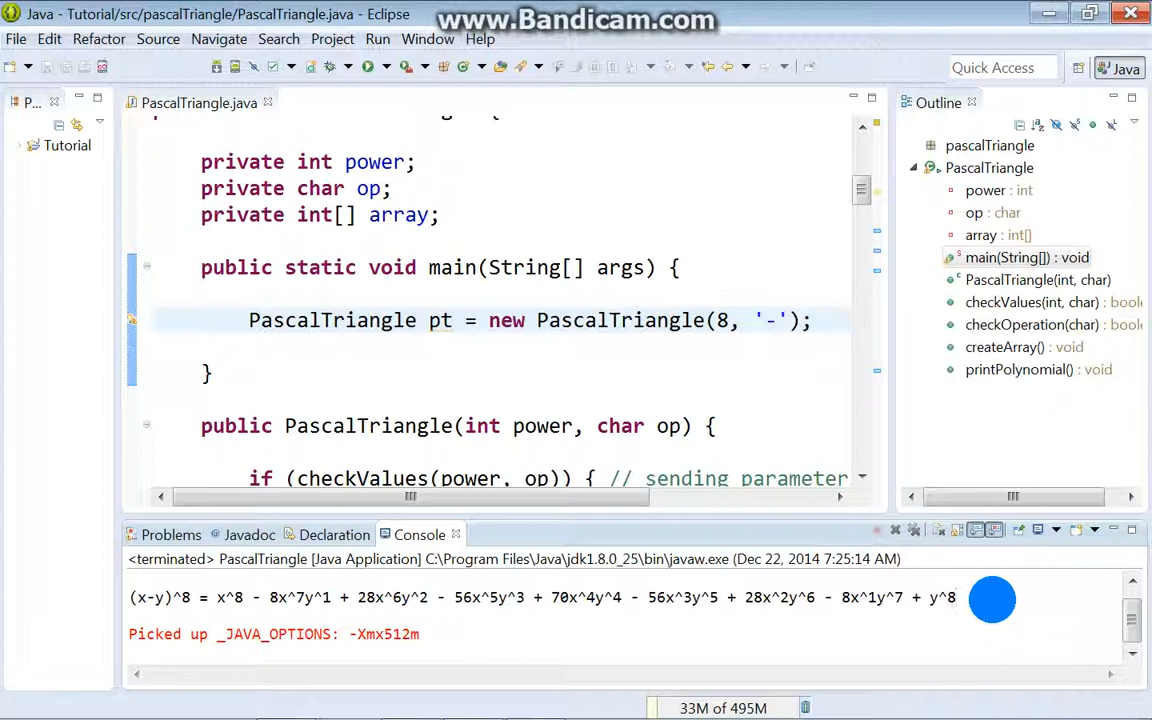 Java - Tutorial/src/pascalTriangle/PascalTriangle.java - Eclipse
www.Bandicam.com
File Edit Refactor Source Navigate Search Project Run Window Help
Quick Access
Java
P...
PascalTriangle.java
Outline
Tutorial
private int power;
private char op;
private int[] array;
public static void main(String[] args) {
PascalTriangle pt = new PascalTriangle(8, '-');
}
public PascalTriangle(int power, char op) {
if (checkValues(power, op)) { // sending parameter
pascalTriangle
PascalTriangle
power : int
op : char
array : int[]
main(String[]) : void
PascalTriangle(int, char)
checkValues(int, char) : boole
checkOperation(char) : boole
createArray() : void
printPolynomial() : void
Problems @ Javadoc Declaration Console
<terminated> PascalTriangle [Java Application] C:\Program Files\Java\jdk1.8.0_25\bin\javaw.exe (Dec 22, 2014 7:25:14 AM)
(x-y)^8 = x^8 - 8x^7y^1 + 28x^6y^2 - 56x^5y^3 + 70x^4y^4 - 56x^3y^5 + 28x^2y^6 - 8x^1y^7 + y^8
Picked up _JAVA_OPTIONS: -Xmx512m
33M of 495M